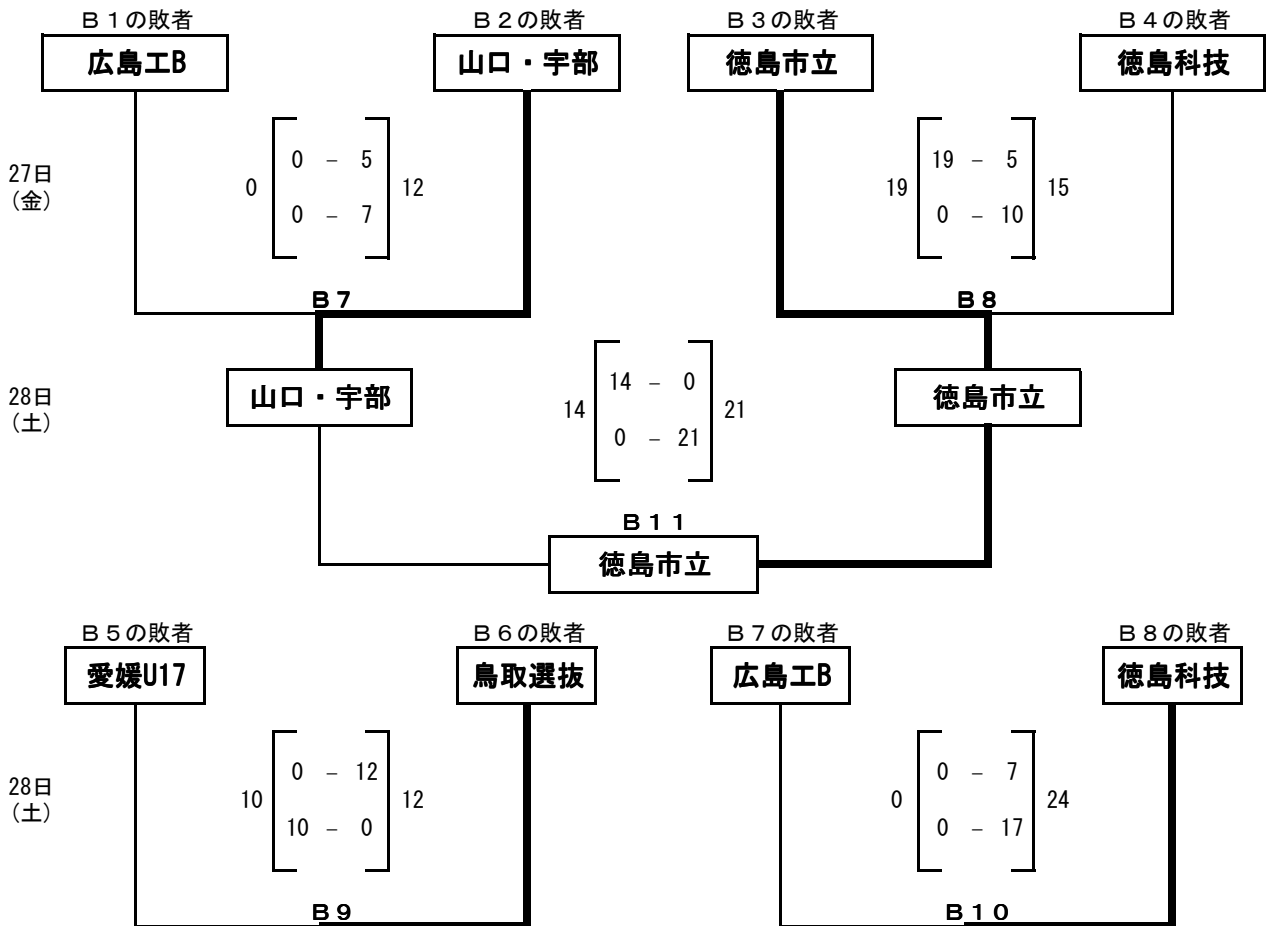 B1の敗者 B2の敗者 B3の敗者 B4の敗者
広島工B 山口・宇部 徳島市立 徳島科技
0 － 5 19 － 5
27日
（金）
0 12 19 15
0 － 7 0 － 10
B7 B8
28日
（土）
山口・宇部 徳島市立
14 － 0
14 21
0 － 21
B11
徳島市立
B5の敗者 B6の敗者 B7の敗者 B8の敗者
愛媛U17 鳥取選抜 広島工B 徳島科技
0 － 12 0 － 7
28日
（土）
10 12 0 24
10 － 0 0 － 17
B9 B10